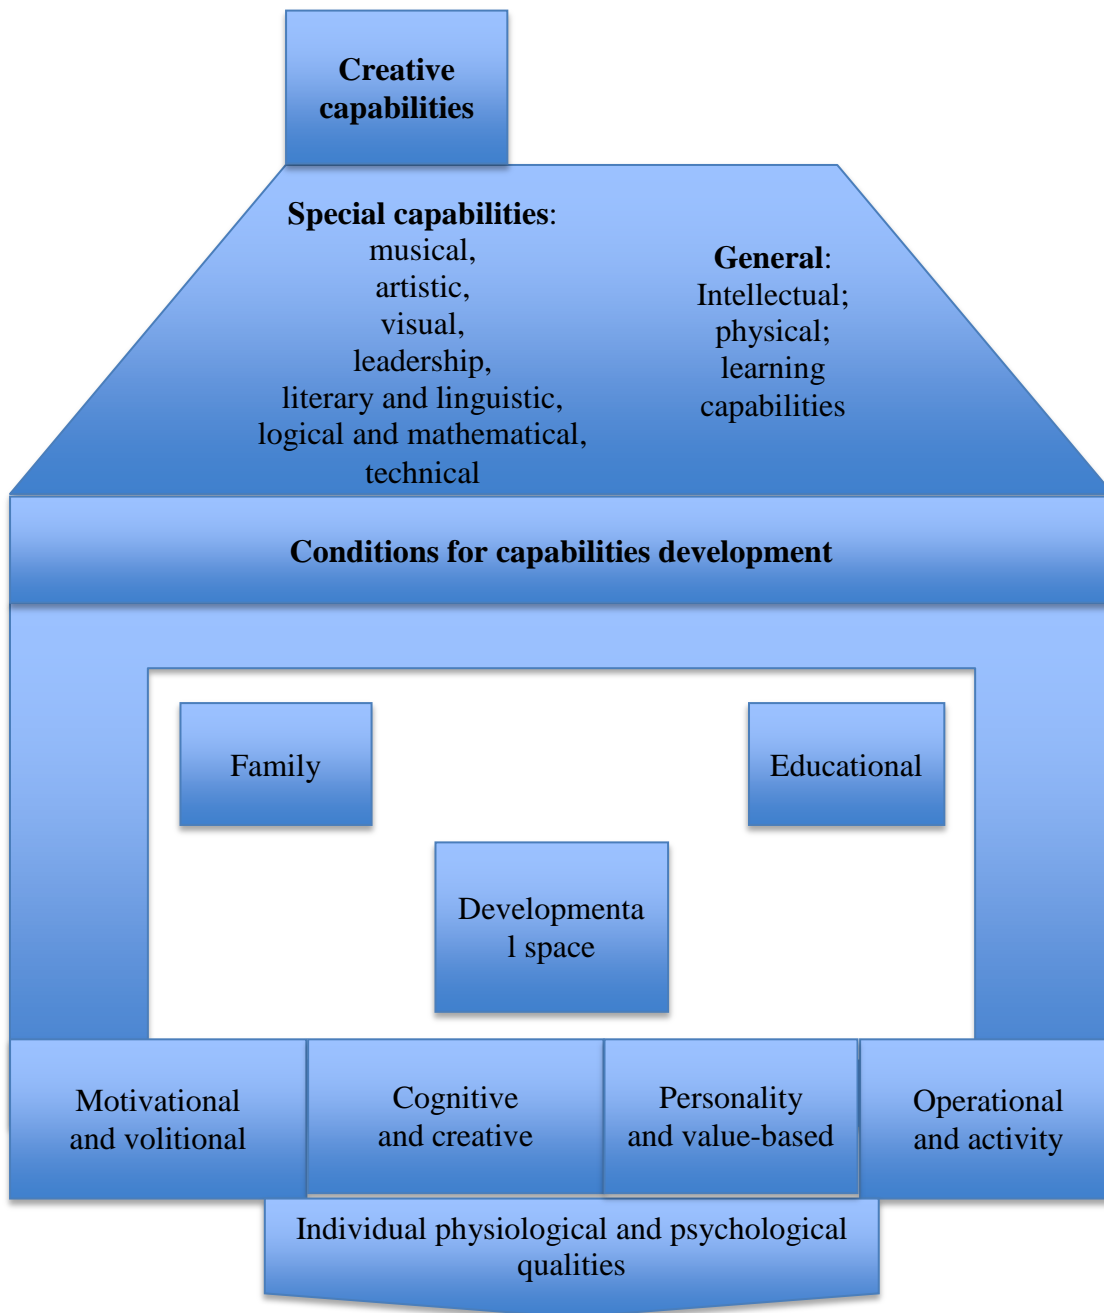 Creative
capabilities
Special capabilities:
musical,
artistic,
visual,
leadership,
literary and linguistic,
logical and mathematical,
technical
General:
Intellectual;
physical;
learning
capabilities
Conditions for capabilities development
Family
Educational
Developmenta
l space
Motivational
and volitional
Cognitive
and creative
Personality
and value-based
Operational
and activity
Individual physiological and psychological
qualities